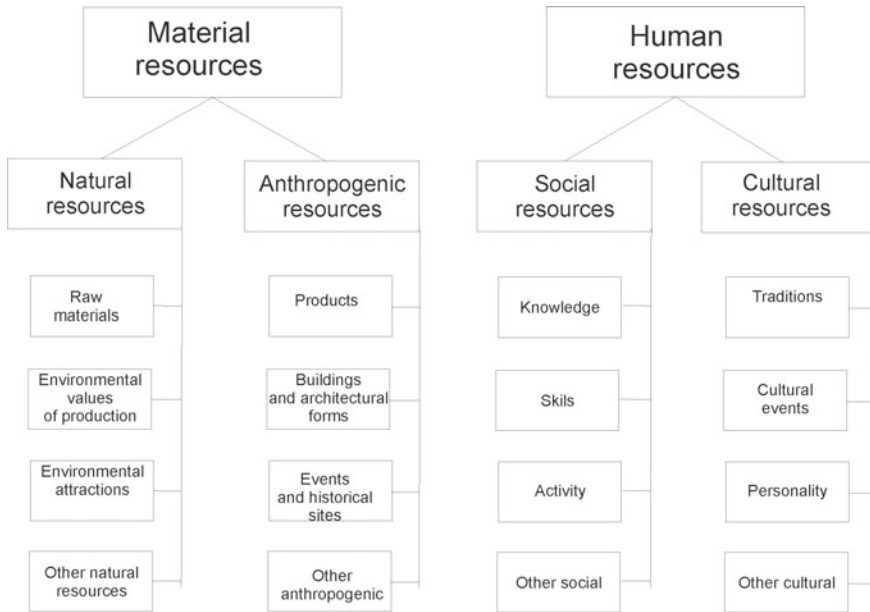 Material
resources
Human
resources
Natural
resources
Anthropogenic
resources
Social
resources
Cultural
resources
Raw
materials
Products
Knowledge
Traditions
Environmental
values
of production
Buildings
and architectural
forms
Skils
Cultural
events
Environmental
attractions
Events
and historical
sites
Activity
Personality
Other natural
resources
Other
anthropogenic
Other social
Other cultural